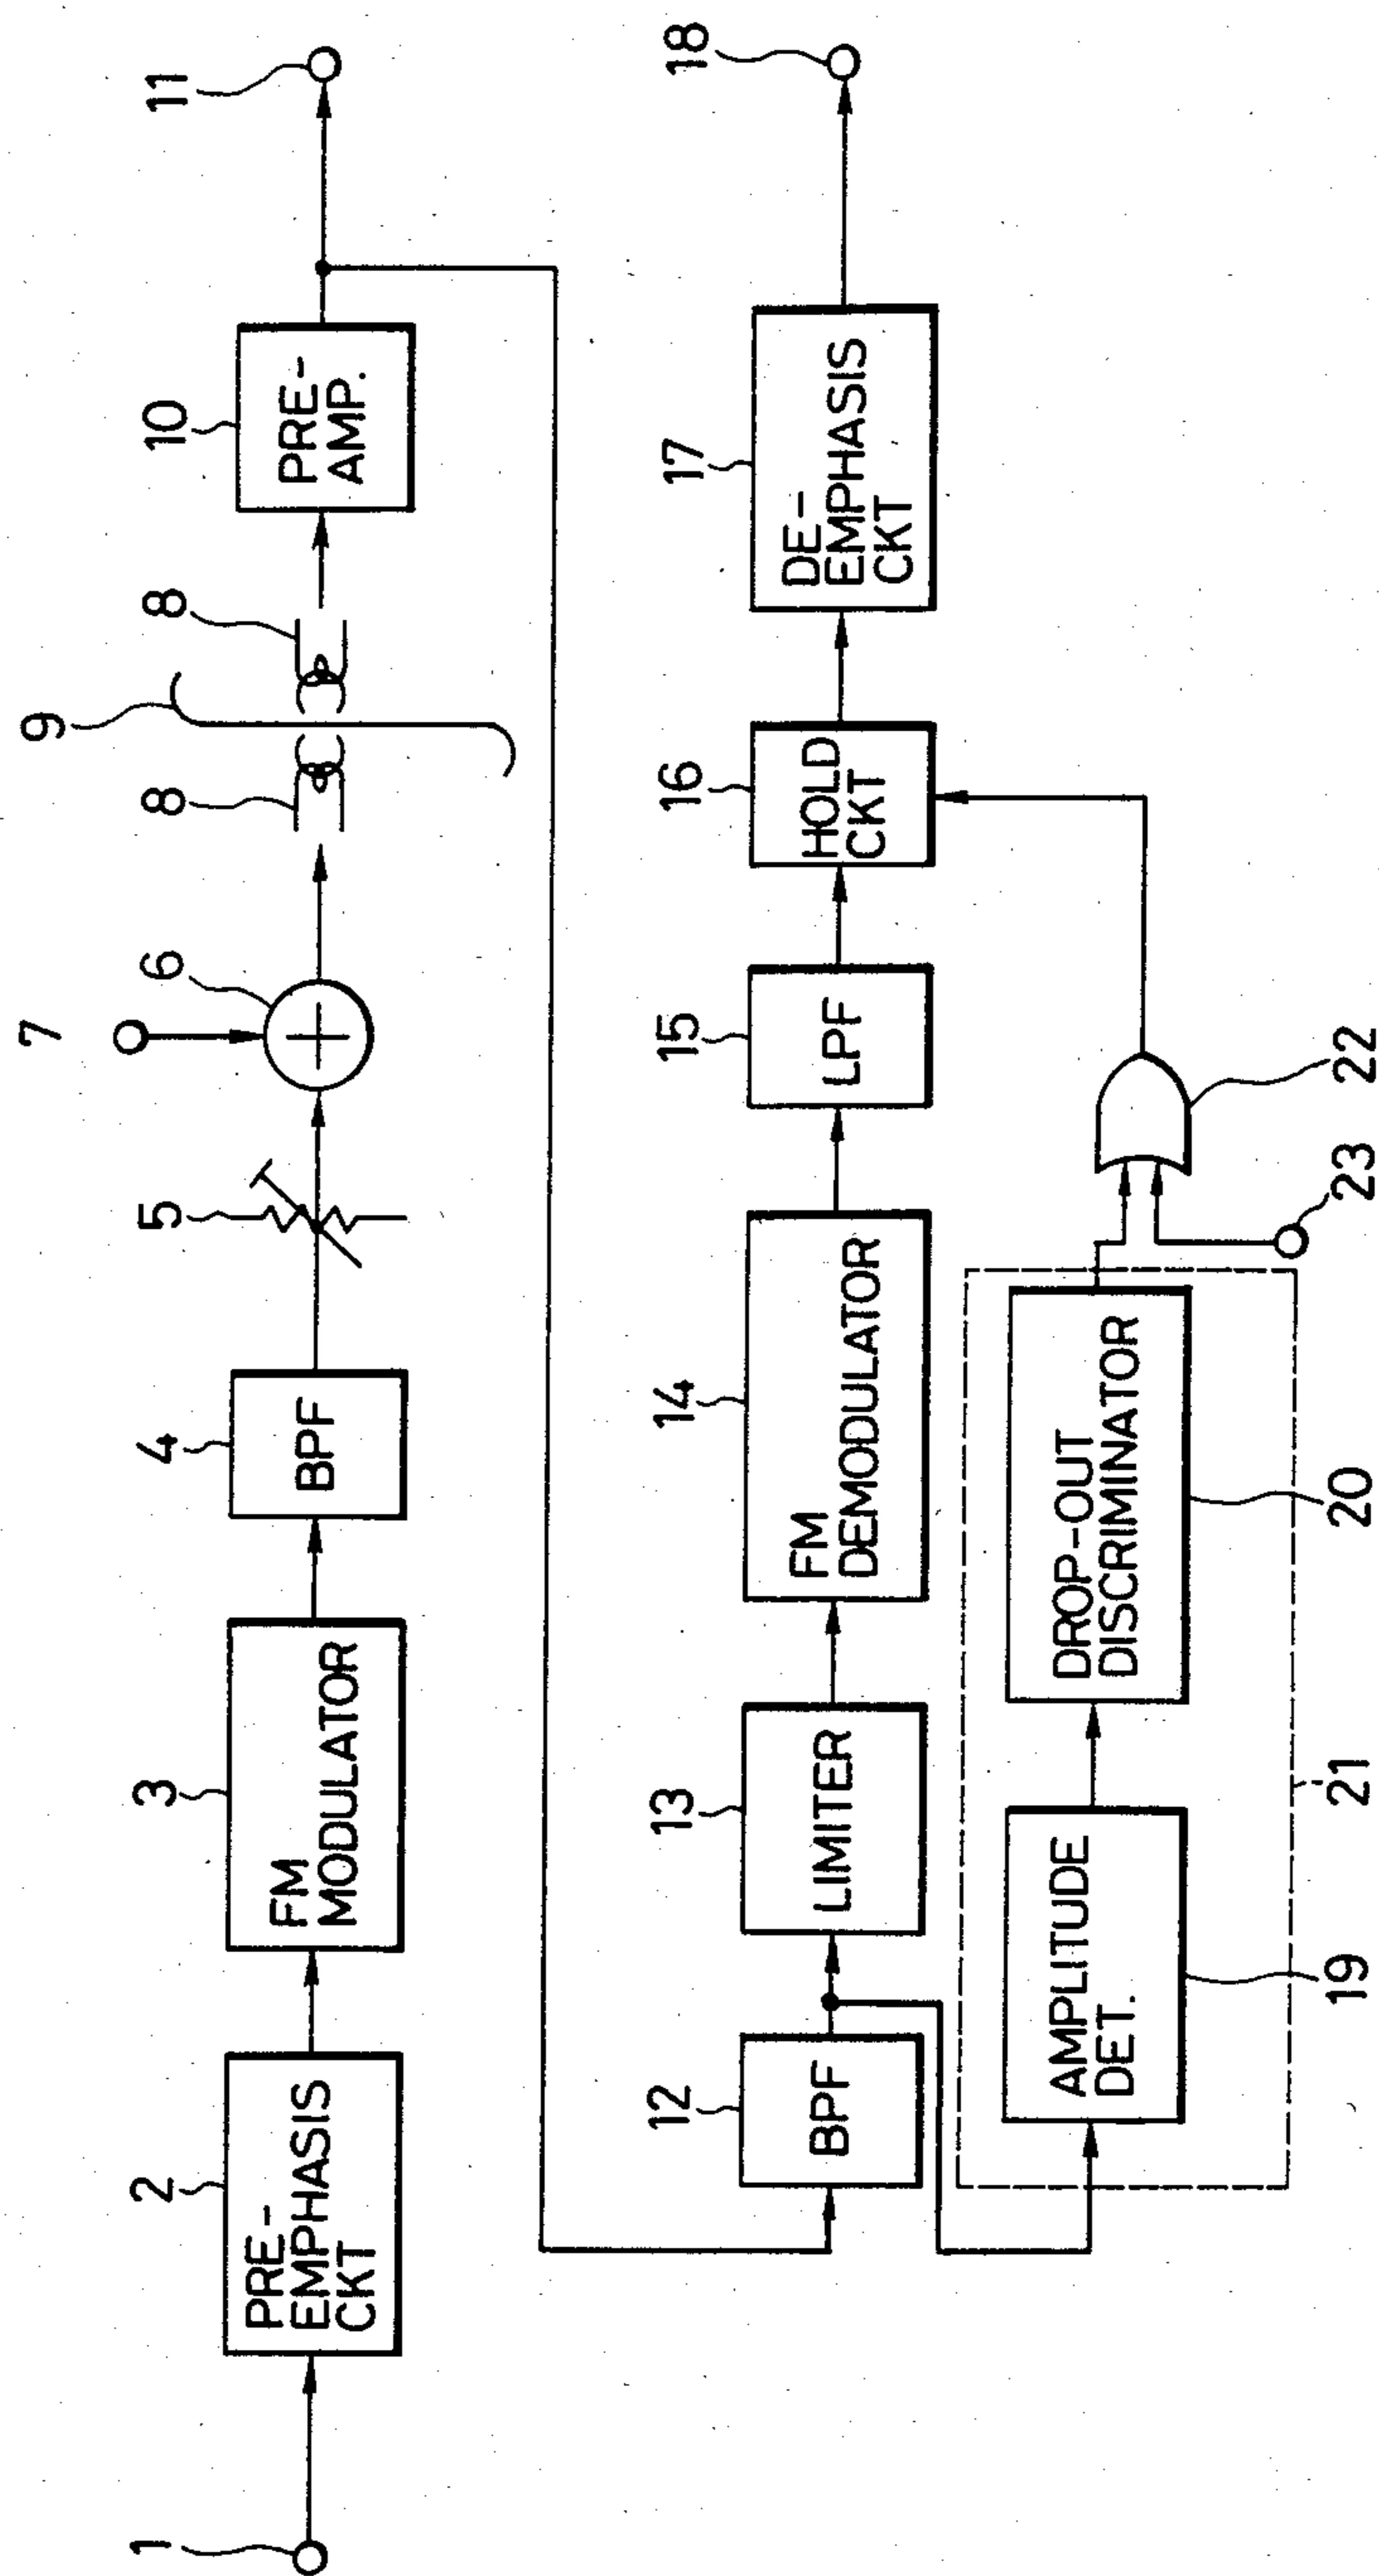 1
2
PRE-
EMPHASIS
CKT
3
FM
MODULATOR
4
BPF
5
6
7
8
9
8
10
PRE-
AMP.
11
12
BPF
13
LIMITER
14
FM
DEMODULATOR
15
LPF
16
HOLD
CKT
17
DE-
EMPHASIS
CKT
18
AMPLITUDE
DET.
19
DROP-OUT
DISCRIMINATOR
20
21
22
23